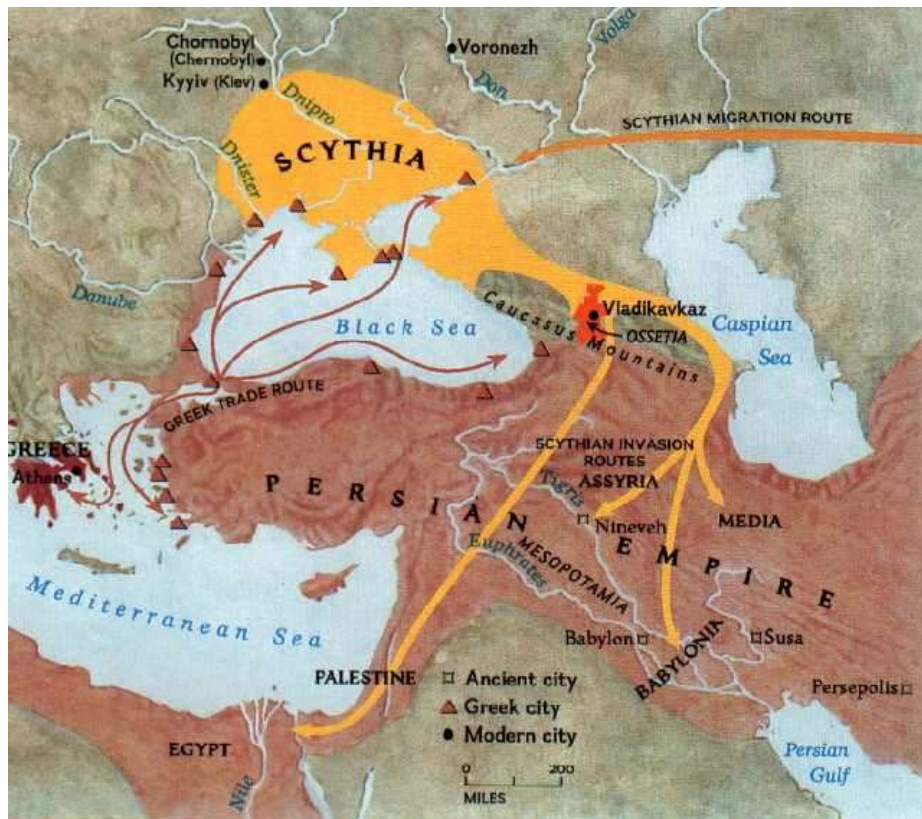 Chornobyl
(Chernobyl)
Kyyiv (Kiev)
Voronezh
Volga
Don
Dnipro
SCYTHIAN MIGRATION ROUTE
SCYTHIA
Dnister
Danube
Black Sea
Caucasus Mountains
Vladikavkaz
OSSETIA
Caspian
Sea
GREEK TRADE ROUTE
GREECE
Athens
SCYTHIAN INVASION
ROUTES
ASSYRIA
Tigris
PERSIAN EMPIRE
Nineveh
MEDIA
Euphrates
MESOPOTAMIA
Mediterranean Sea
Babylon
BABYLONIA
Susa
Persepolis
PALESTINE
Ancient city
Greek city
Modern city
EGYPT
Nile
0 200
MILES
Persian
Gulf